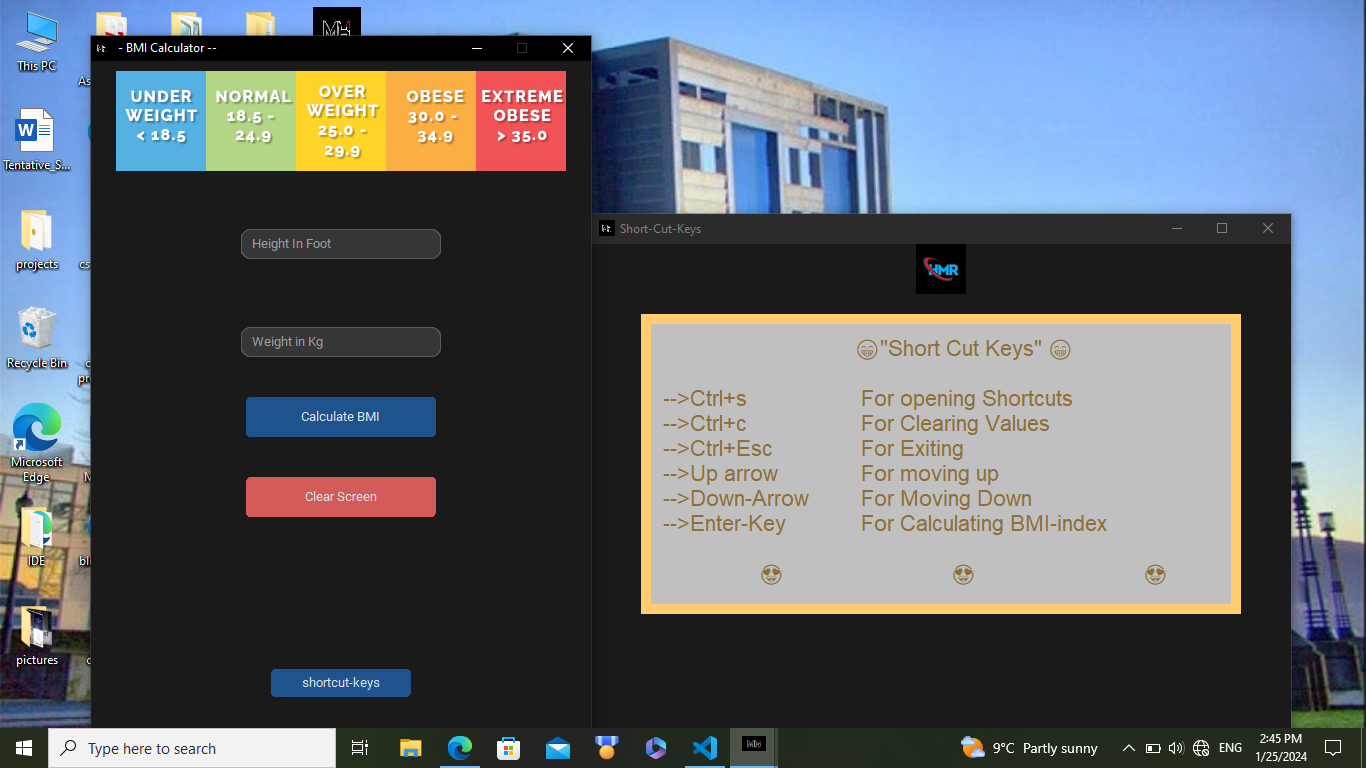 This PC
Tentative_S...
projects
Recycle Bin
Microsoft
Edge
IDE
pictures
- BMI Calculator --
UNDER
WEIGHT
< 18.5
NORMAL
18.5 -
24.9
OVER
WEIGHT
25.0 -
29.9
OBESE
30.0 -
34.9
EXTREME
OBESE
> 35.0
Height In Foot
Weight in Kg
Calculate BMI
Clear Screen
shortcut-keys
Short-Cut-Keys
HMR
😁"Short Cut Keys" 😁
-->Ctrl+s For opening Shortcuts
-->Ctrl+c For Clearing Values
-->Ctrl+Esc For Exiting
-->Up arrow For moving up
-->Down-Arrow For Moving Down
-->Enter-Key For Calculating BMI-index
😍 😍 😍
Type here to search
9°C Partly sunny
ENG
2:45 PM
1/25/2024